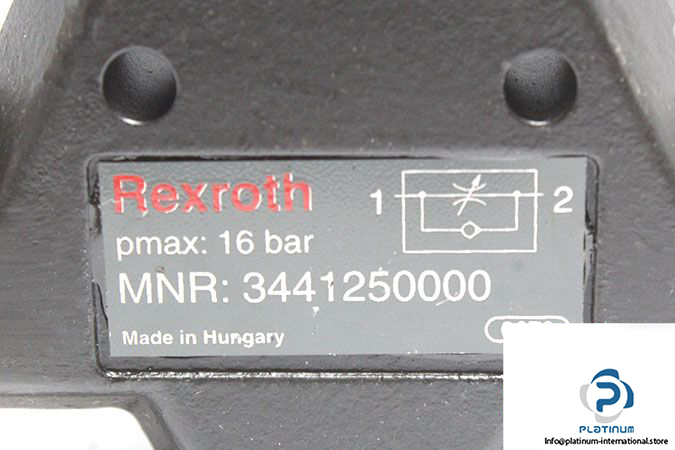 Rexroth
1 2
pmax: 16 bar
MNR: 3441250000
Made in Hungary
PLATINUM
Info@platinum-international.store